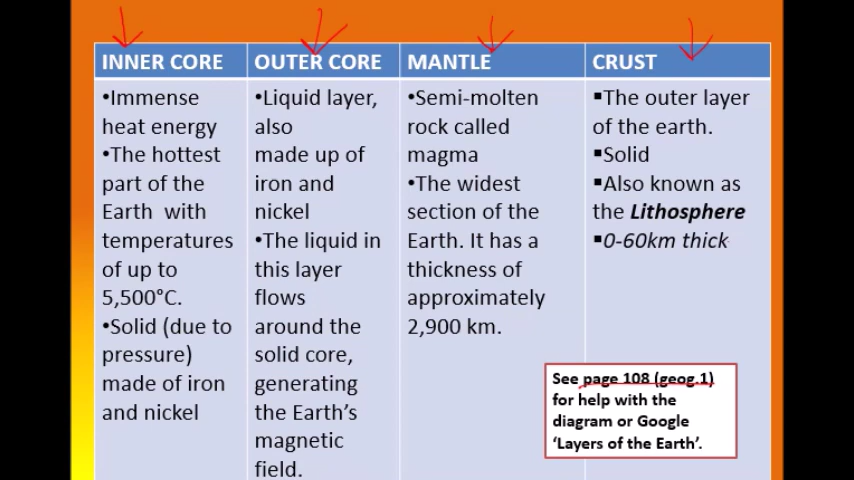 INNER CORE
•Immense
heat energy
•The hottest
part of the
Earth with
temperatures
of up to
5,500°C.
•Solid (due to
pressure)
made of iron
and nickel
OUTER CORE
•Liquid layer,
also
made up of
iron and
nickel
•The liquid in
this layer
flows
around the
solid core,
generating
the Earth's
magnetic
field.
MANTLE
•Semi-molten
rock called
magma
•The widest
section of the
Earth. It has a
thickness of
approximately
2,900 km.
CRUST
▪The outer layer
of the earth.
▪Solid
▪Also known as
the Lithosphere
▪0-60km thick
See page 108 (geog.1)
for help with the
diagram or Google
'Layers of the Earth'.